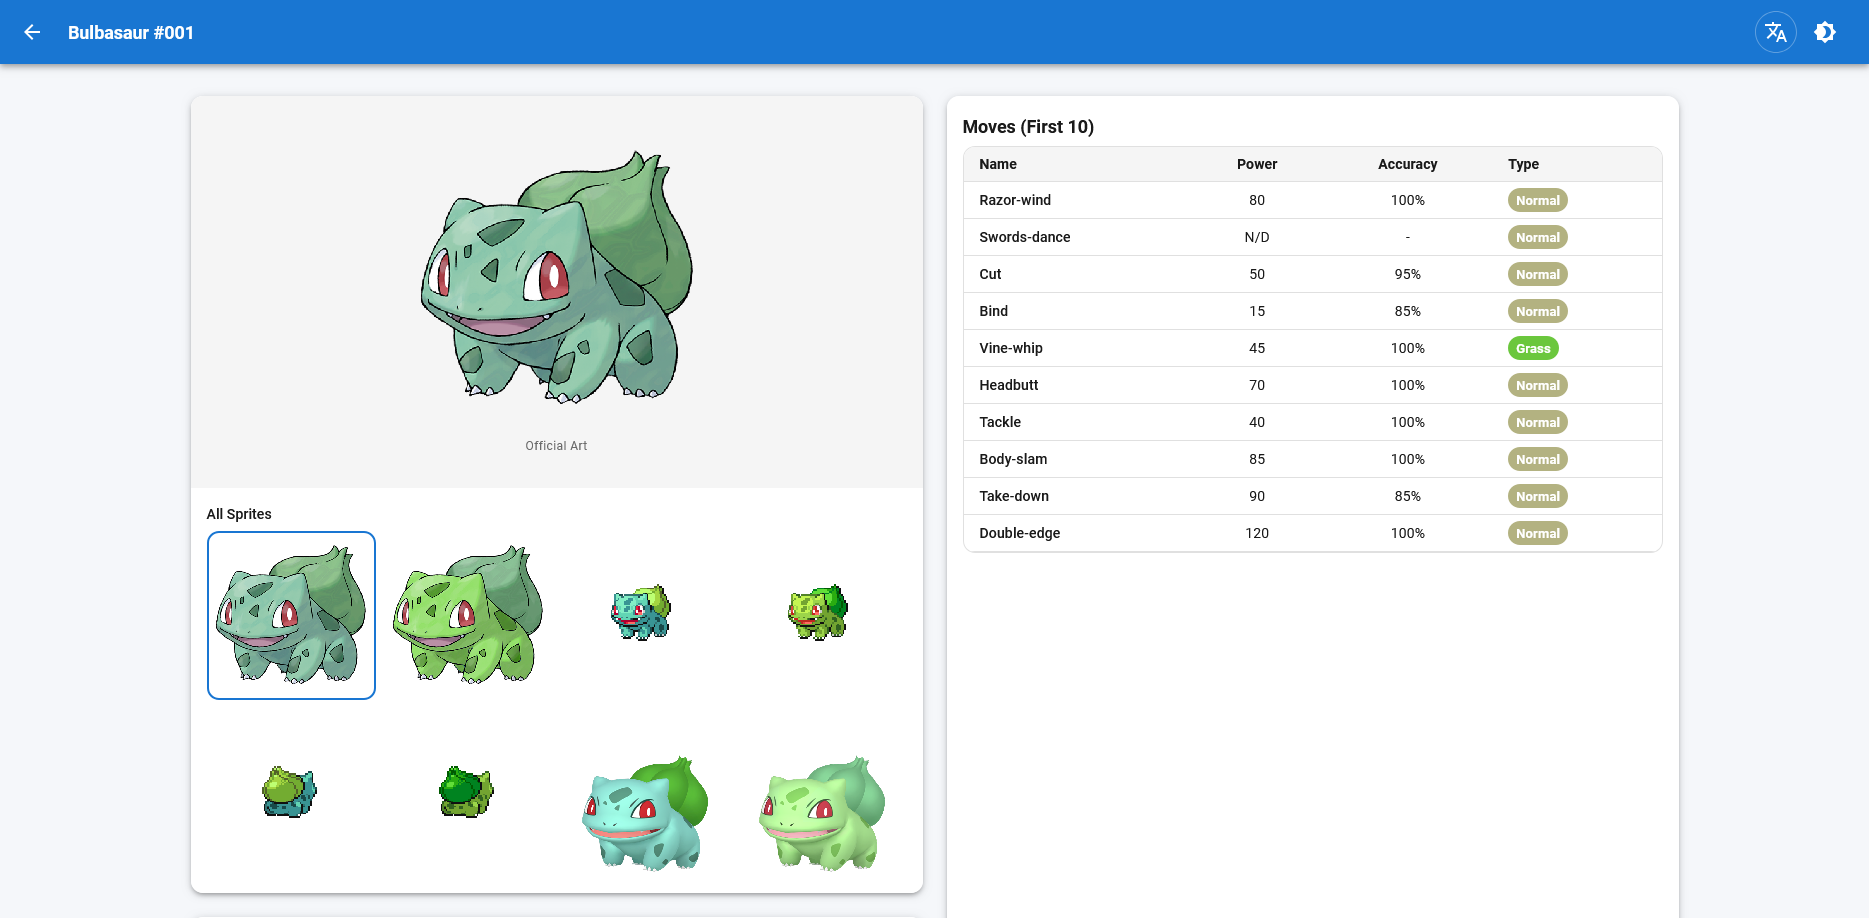 Bulbasaur #001
Official Art
All Sprites
Moves (First 10)
Name Power Accuracy Type
Razor-wind 80 100% Normal
Swords-dance N/D - Normal
Cut 50 95% Normal
Bind 15 85% Normal
Vine-whip 45 100% Grass
Headbutt 70 100% Normal
Tackle 40 100% Normal
Body-slam 85 100% Normal
Take-down 90 85% Normal
Double-edge 120 100% Normal